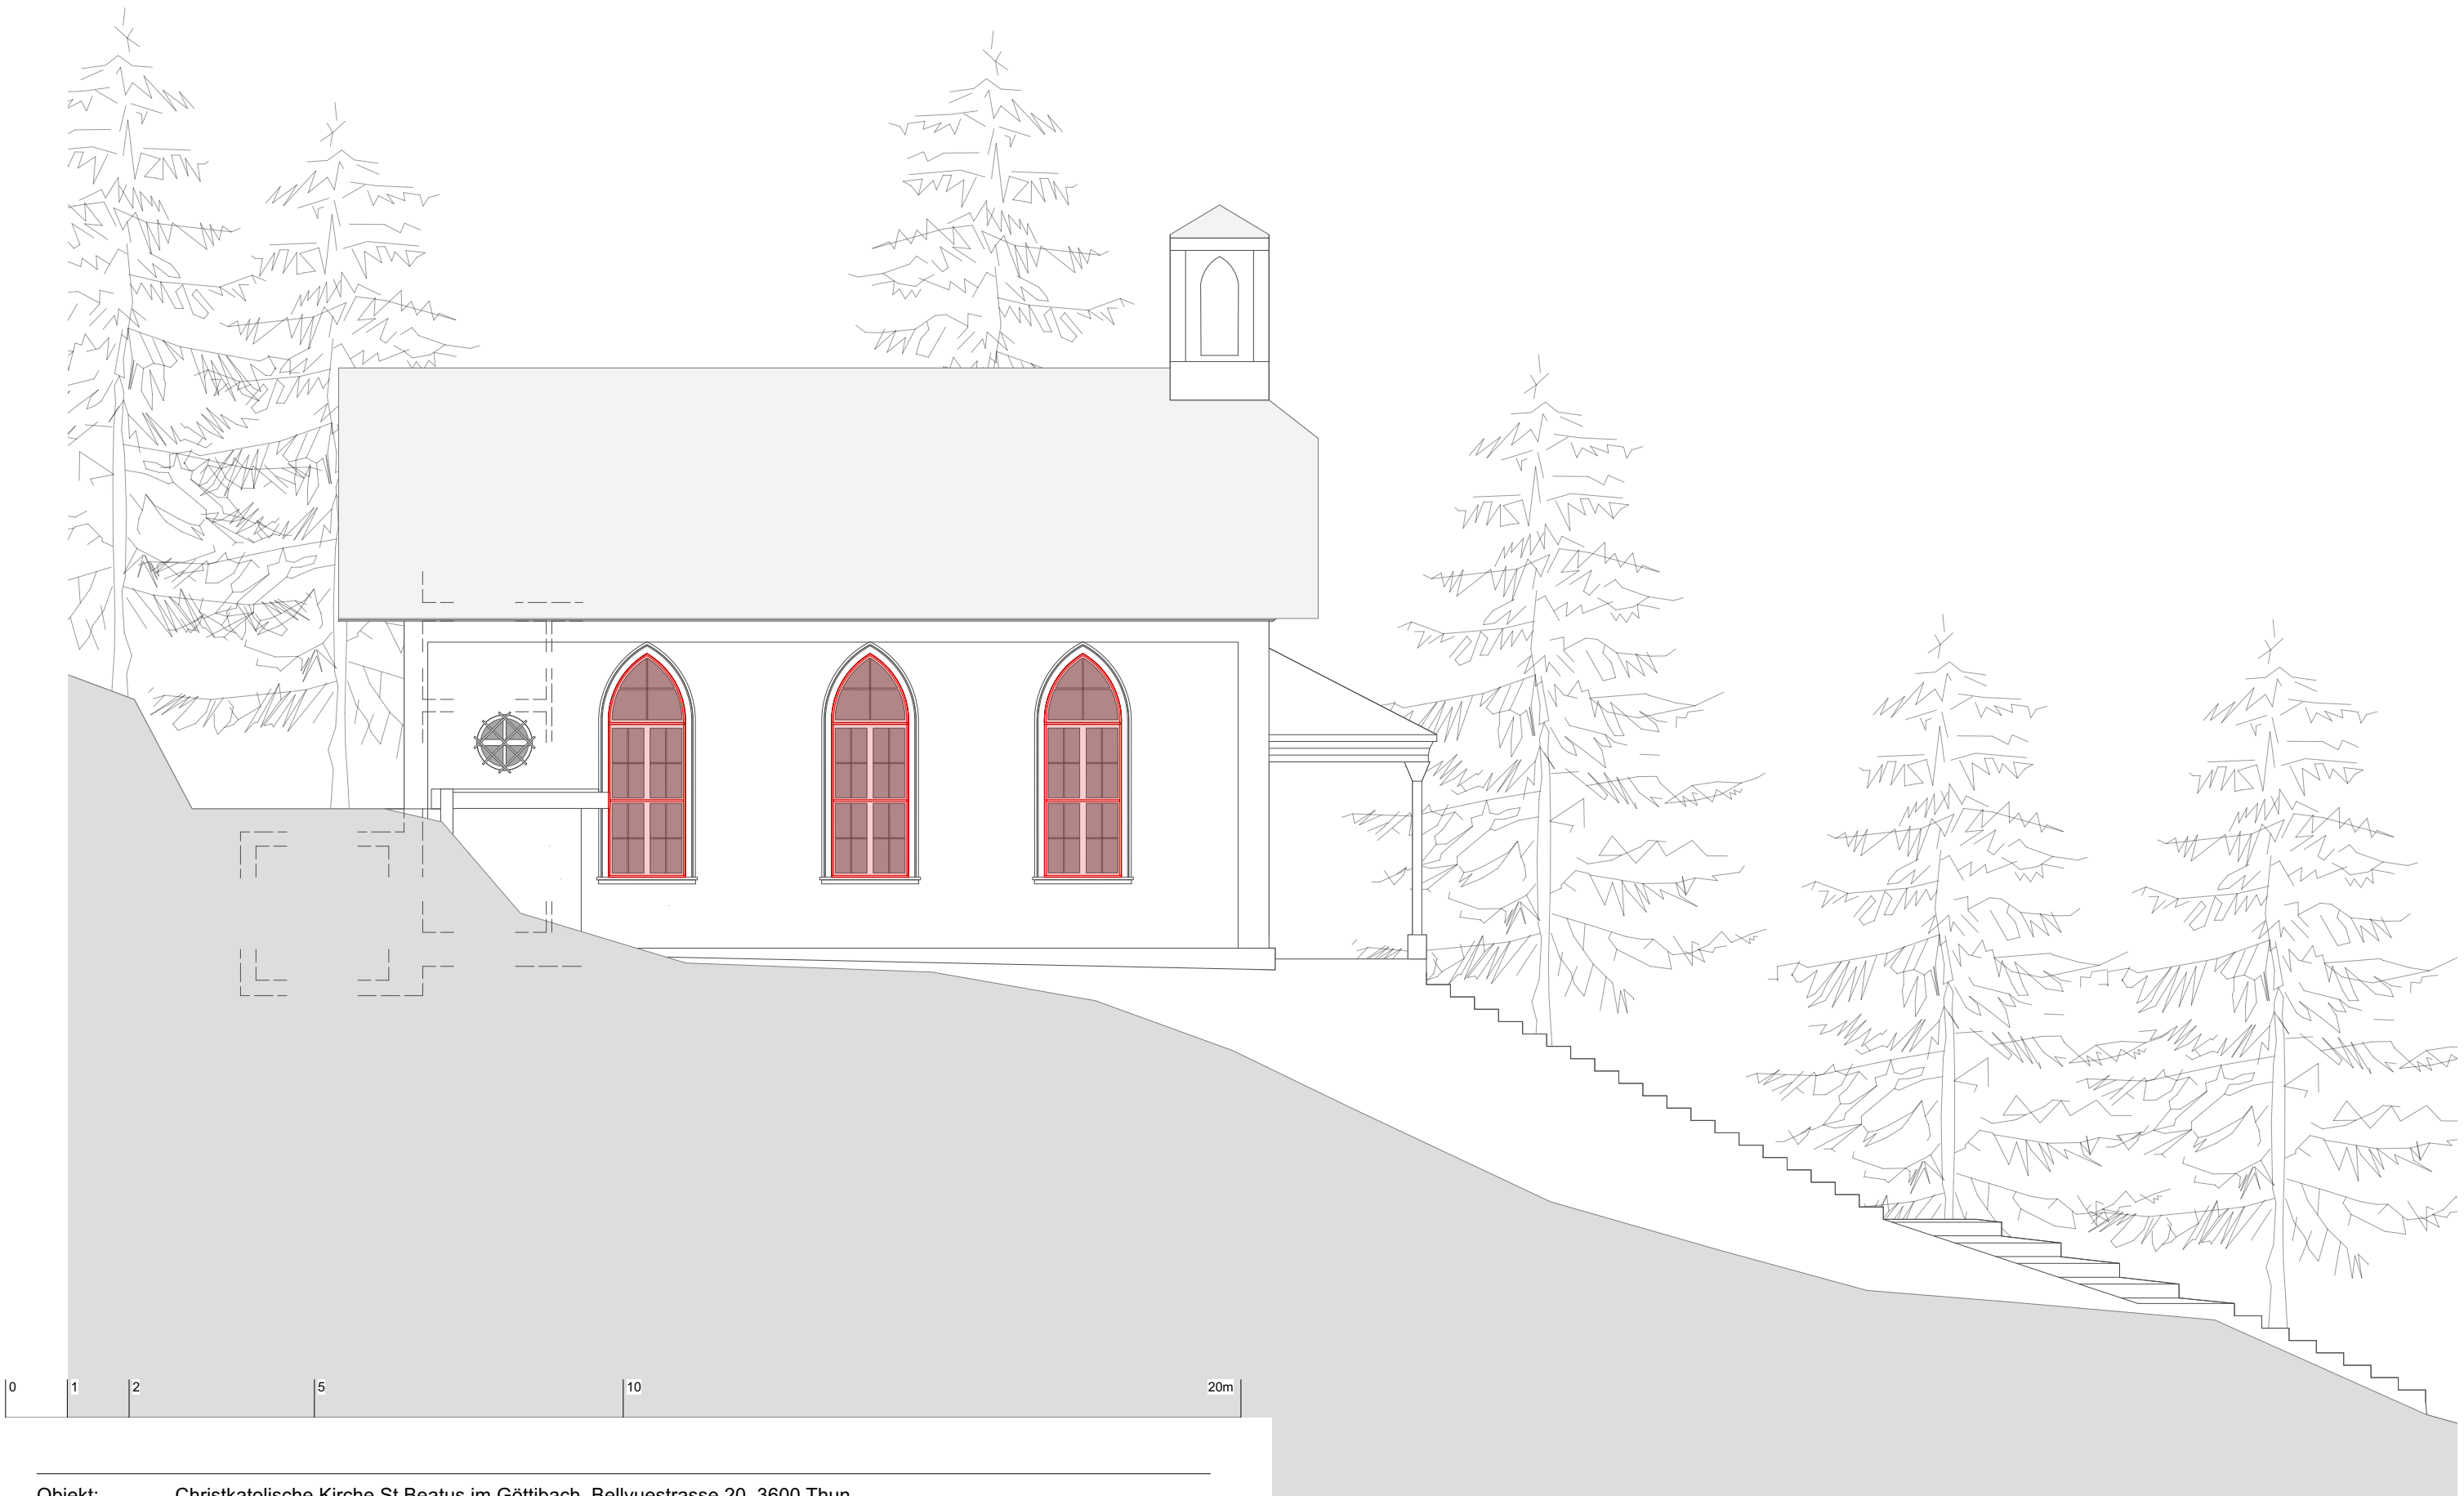 0 1 2 5 10 20m
Objekt: Christkatolische Kirche St.Beatus im Göttibach, Bellvuestrasse 20, 3600 Thun